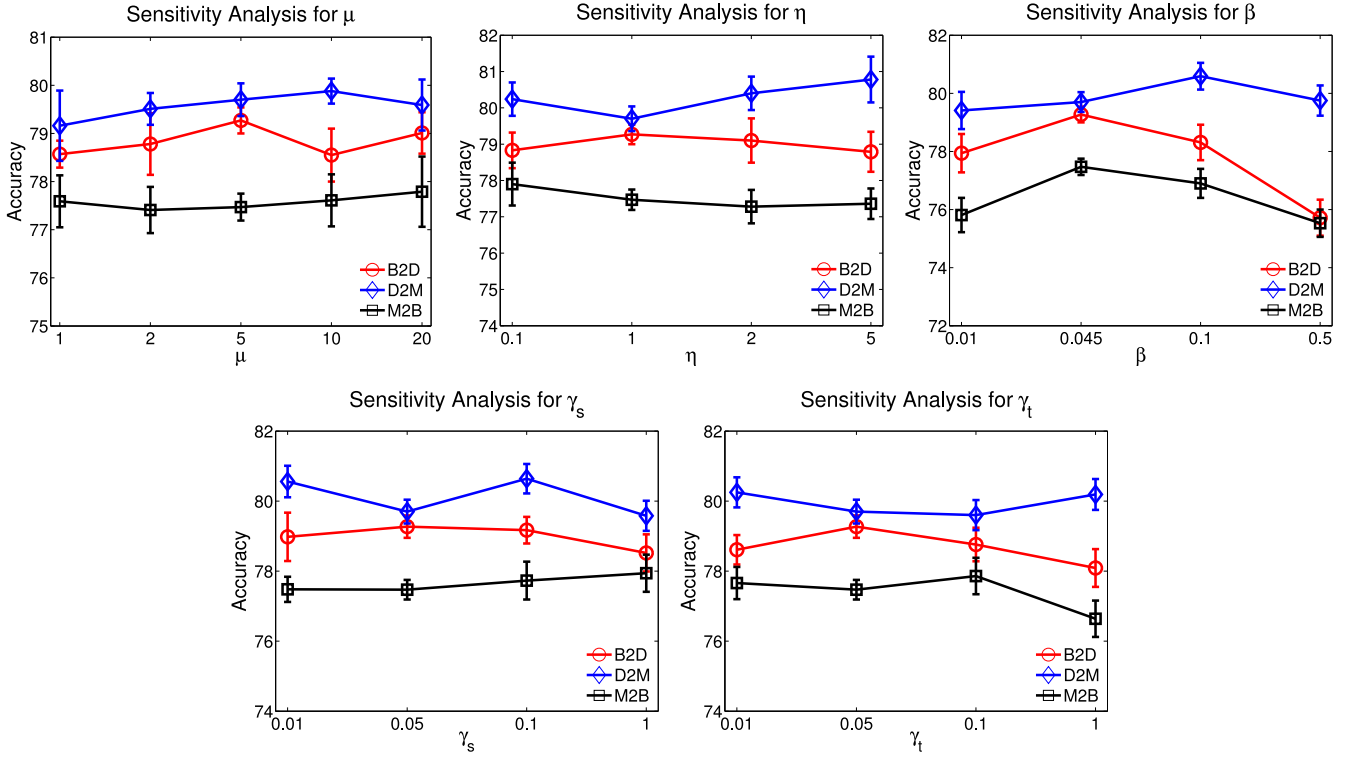 Sensitivity Analysis for μ
Accuracy
81
80
79
78
77
76
75
1 2 5 10 20
μ
B2D
D2M
M2B
Sensitivity Analysis for η
Accuracy
82
81
80
79
78
77
76
75
74
0.1 1 2 5
η
B2D
D2M
M2B
Sensitivity Analysis for β
Accuracy
82
80
78
76
74
72
0.01 0.045 0.1 0.5
β
B2D
D2M
M2B
Sensitivity Analysis for γs
Accuracy
82
80
78
76
74
0.01 0.05 0.1 1
γs
B2D
D2M
M2B
Sensitivity Analysis for γt
Accuracy
82
80
78
76
74
0.01 0.05 0.1 1
γt
B2D
D2M
M2B